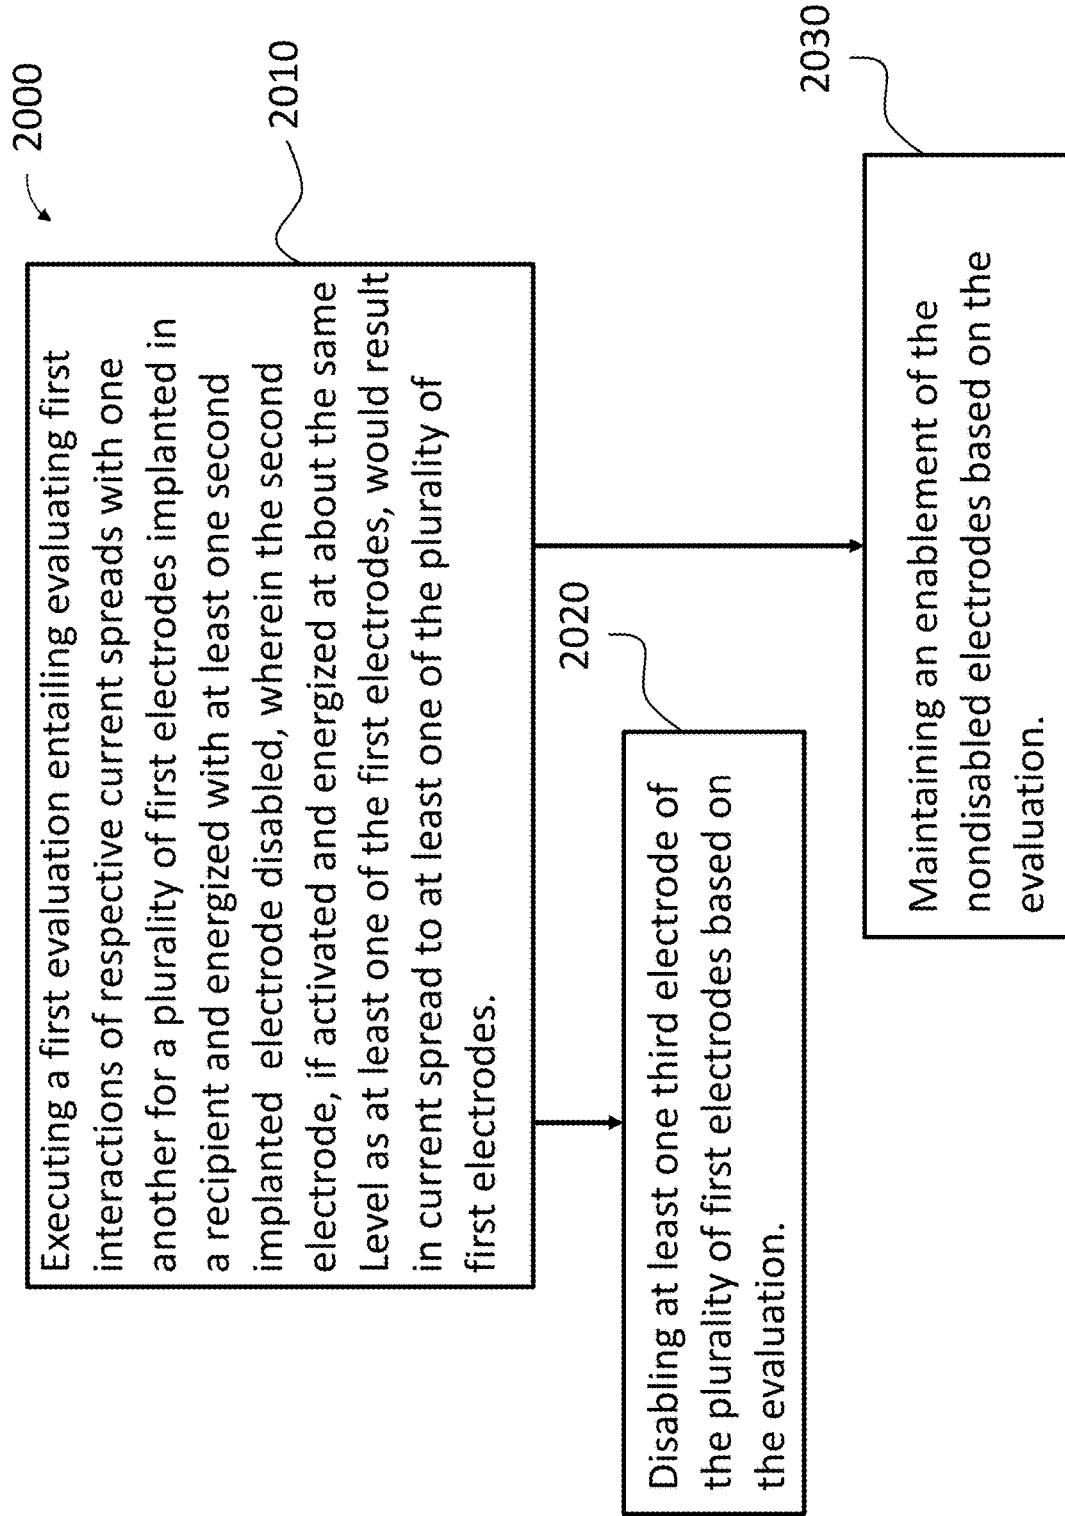 2000
2010
Executing a first evaluation entailing evaluating first
interactions of respective current spreads with one
another for a plurality of first electrodes implanted in
a recipient and energized with at least one second
implanted electrode disabled, wherein the second
electrode, if activated and energized at about the same
Level as at least one of the first electrodes, would result
in current spread to at least one of the plurality of
first electrodes.
2020
Disabling at least one third electrode of
the plurality of first electrodes based on
the evaluation.
2030
Maintaining an enablement of the
nondisabled electrodes based on the
evaluation.